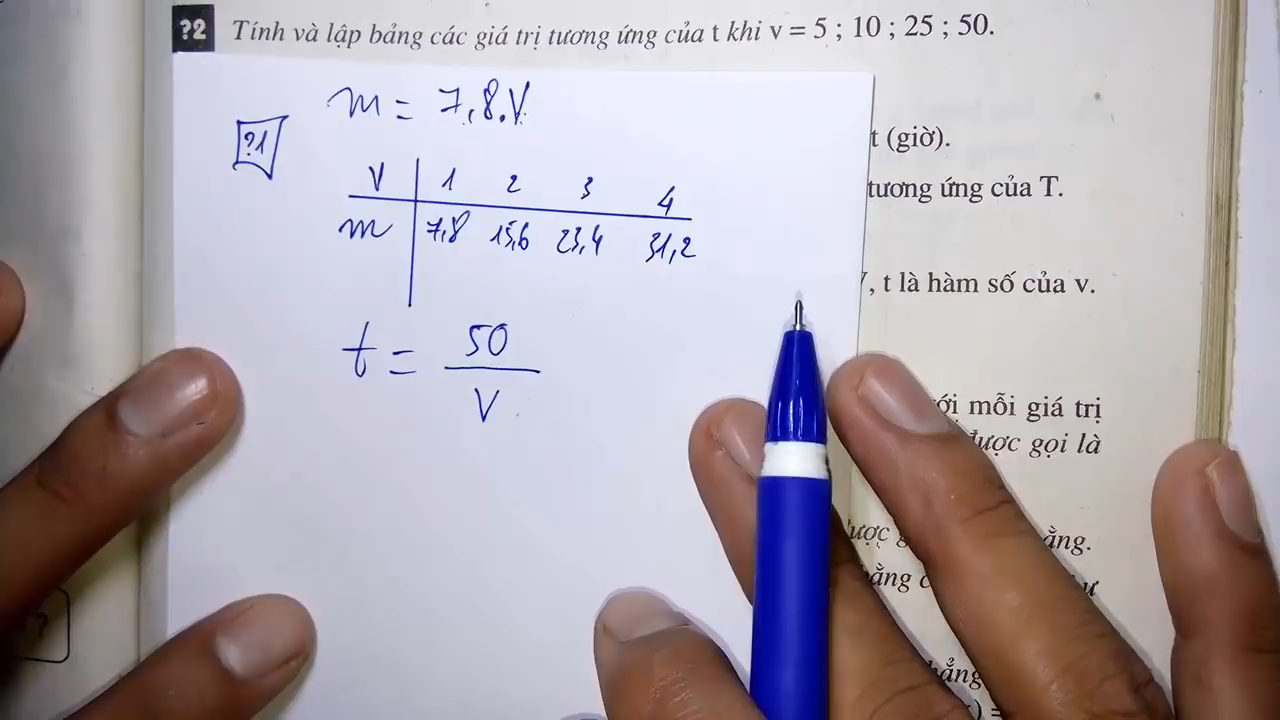 ?2 Tính và lập bảng các giá trị tương ứng của t khi v = 5 ; 10 ; 25 ; 50.
m = 7,8.V
?1
V 1 2 3 4
m 7,8 15,6 23,4 31,2
t = 50
V
t (giờ).
tương ứng của T.
, t là hàm số của v.
mỗi giá trị
được gọi là
ằng.
?